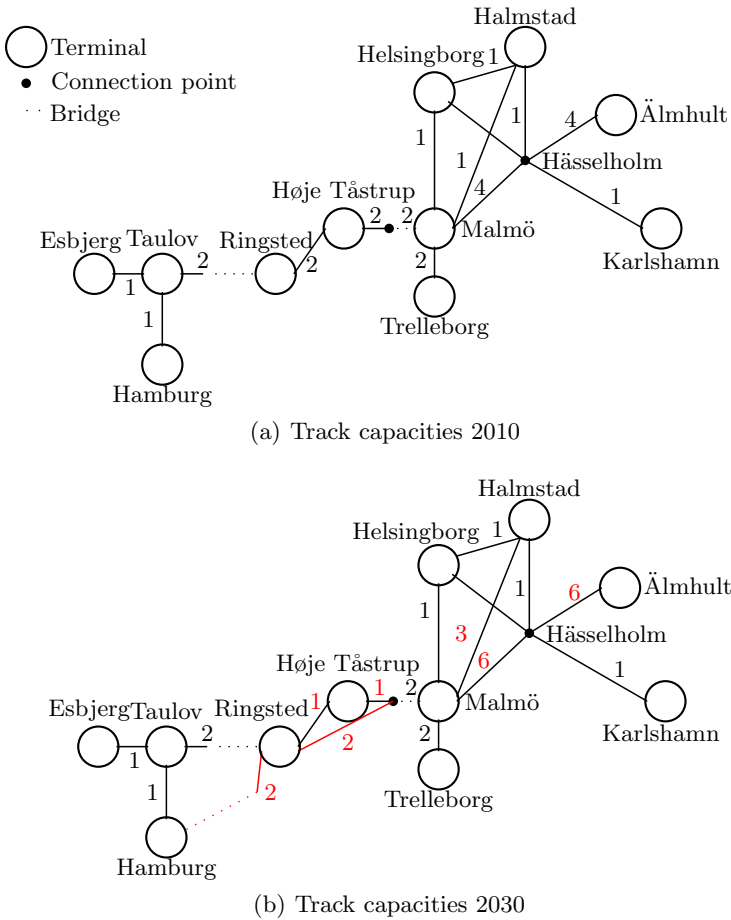 Halmstad
Terminal
Helsingborg
1
Connection point
Bridge
1
4
Älmhult
1
1
Hässelholm
4
1
Høje Tåstrup
2
2
Malmö
Esbjerg
Taulov
Ringsted
2
2
2
Karlshamn
1
1
Trelleborg
Hamburg
(a) Track capacities 2010
Halmstad
Helsingborg
1
1
6
Älmhult
1
3
Hässelholm
6
1
Høje Tåstrup
1
1
2
Malmö
Esbjerg
Taulov
Ringsted
2
2
2
Karlshamn
1
1
2
Trelleborg
Hamburg
(b) Track capacities 2030